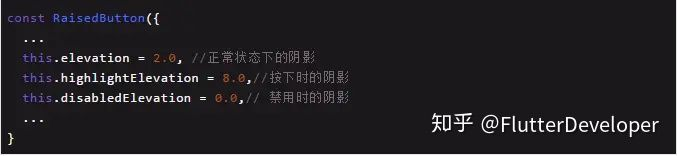 const RaisedButton({
...
this.elevation = 2.0, //正常状态下的阴影
this.highlightElevation = 8.0,//按下时的阴影
this.disabledElevation = 0.0,// 禁用时的阴影
...
}
知乎 @FlutterDeveloper